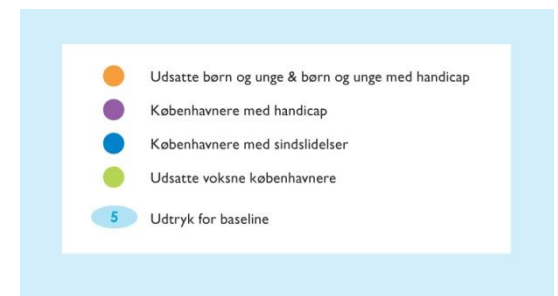 Udsatte børn og unge & børn og unge med handicap
Københavnere med handicap
Københavnere med sindslidelser
Udsatte voksne københavnere
5 Udtryk for baseline